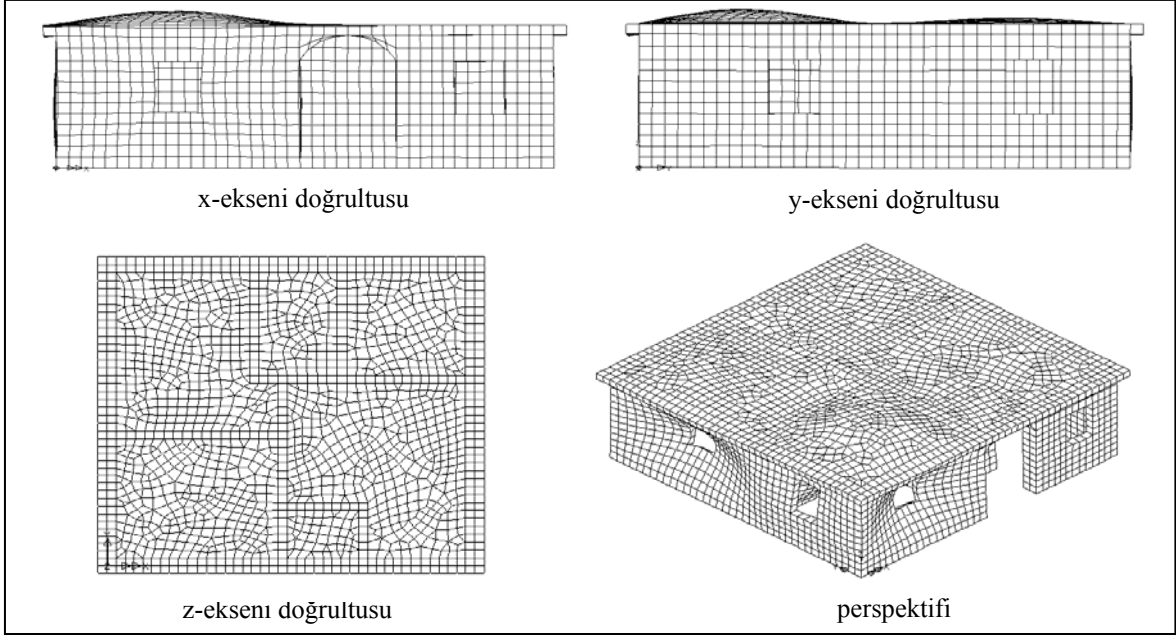 x-ekseni doğrultusu
y-ekseni doğrultusu
z-ekseni doğrultusu
perspektifi